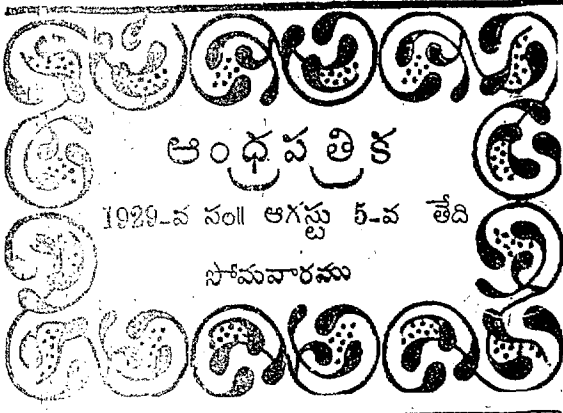 ఆంధ్రపత్రిక
1929-వ సం॥ ఆగస్టు 5-వ తేది
సోమవారము